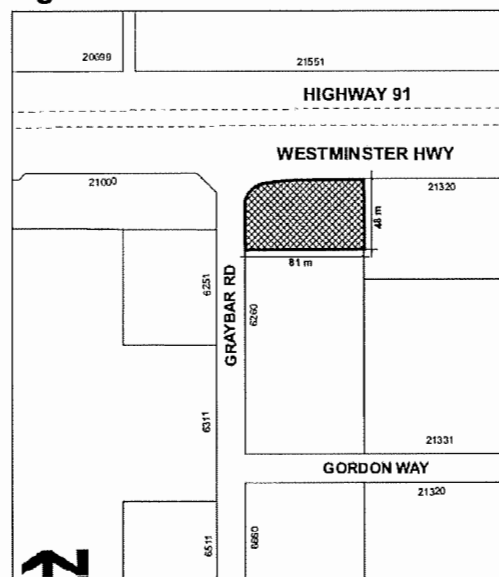 20699
21551
HIGHWAY 91
WESTMINSTER HWY
21000
21320
48 m
81 m
6251
GRAYBAR RD
6260
6311
21331
GORDON WAY
21320
6511
6660